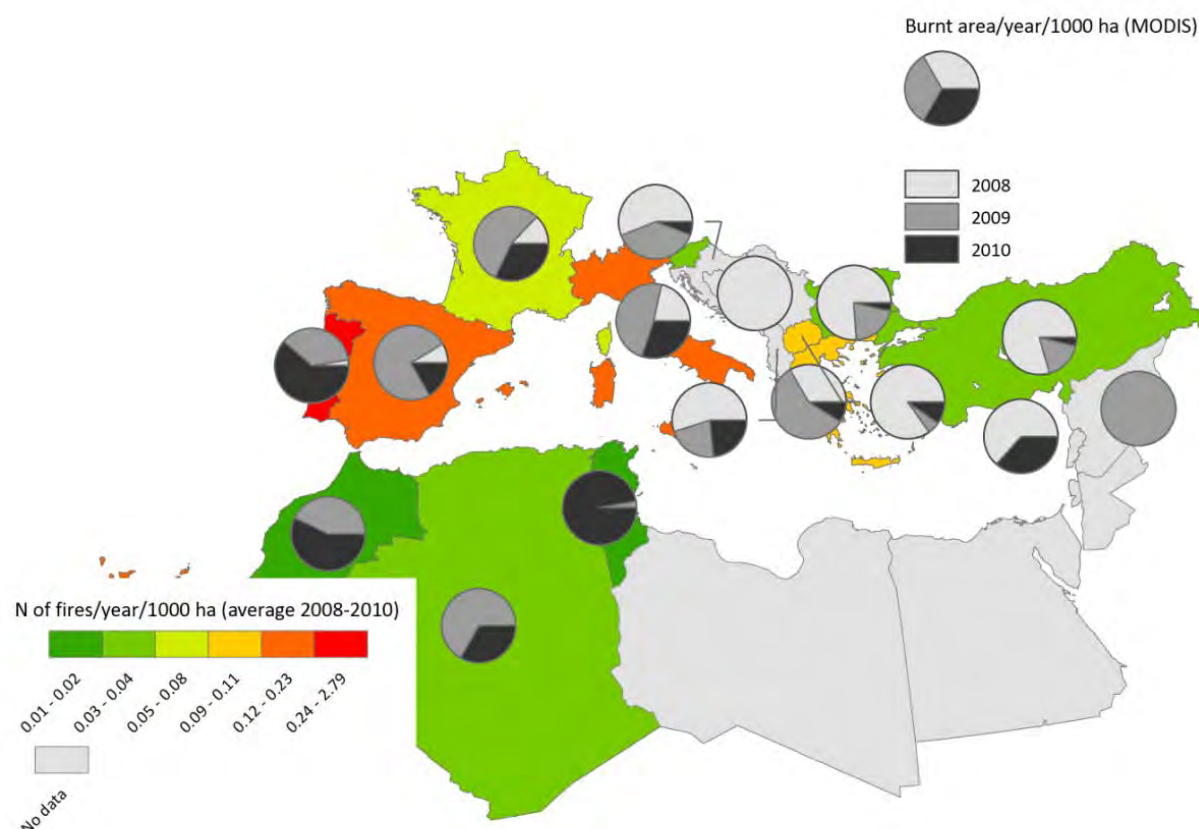 Burnt area/year/1000 ha (MODIS)
2008
2009
2010
N of fires/year/1000 ha (average 2008-2010)
0.01 - 0.02
0.03 - 0.04
0.05 - 0.08
0.09 - 0.11
0.12 - 0.23
0.24 - 2.79
No data